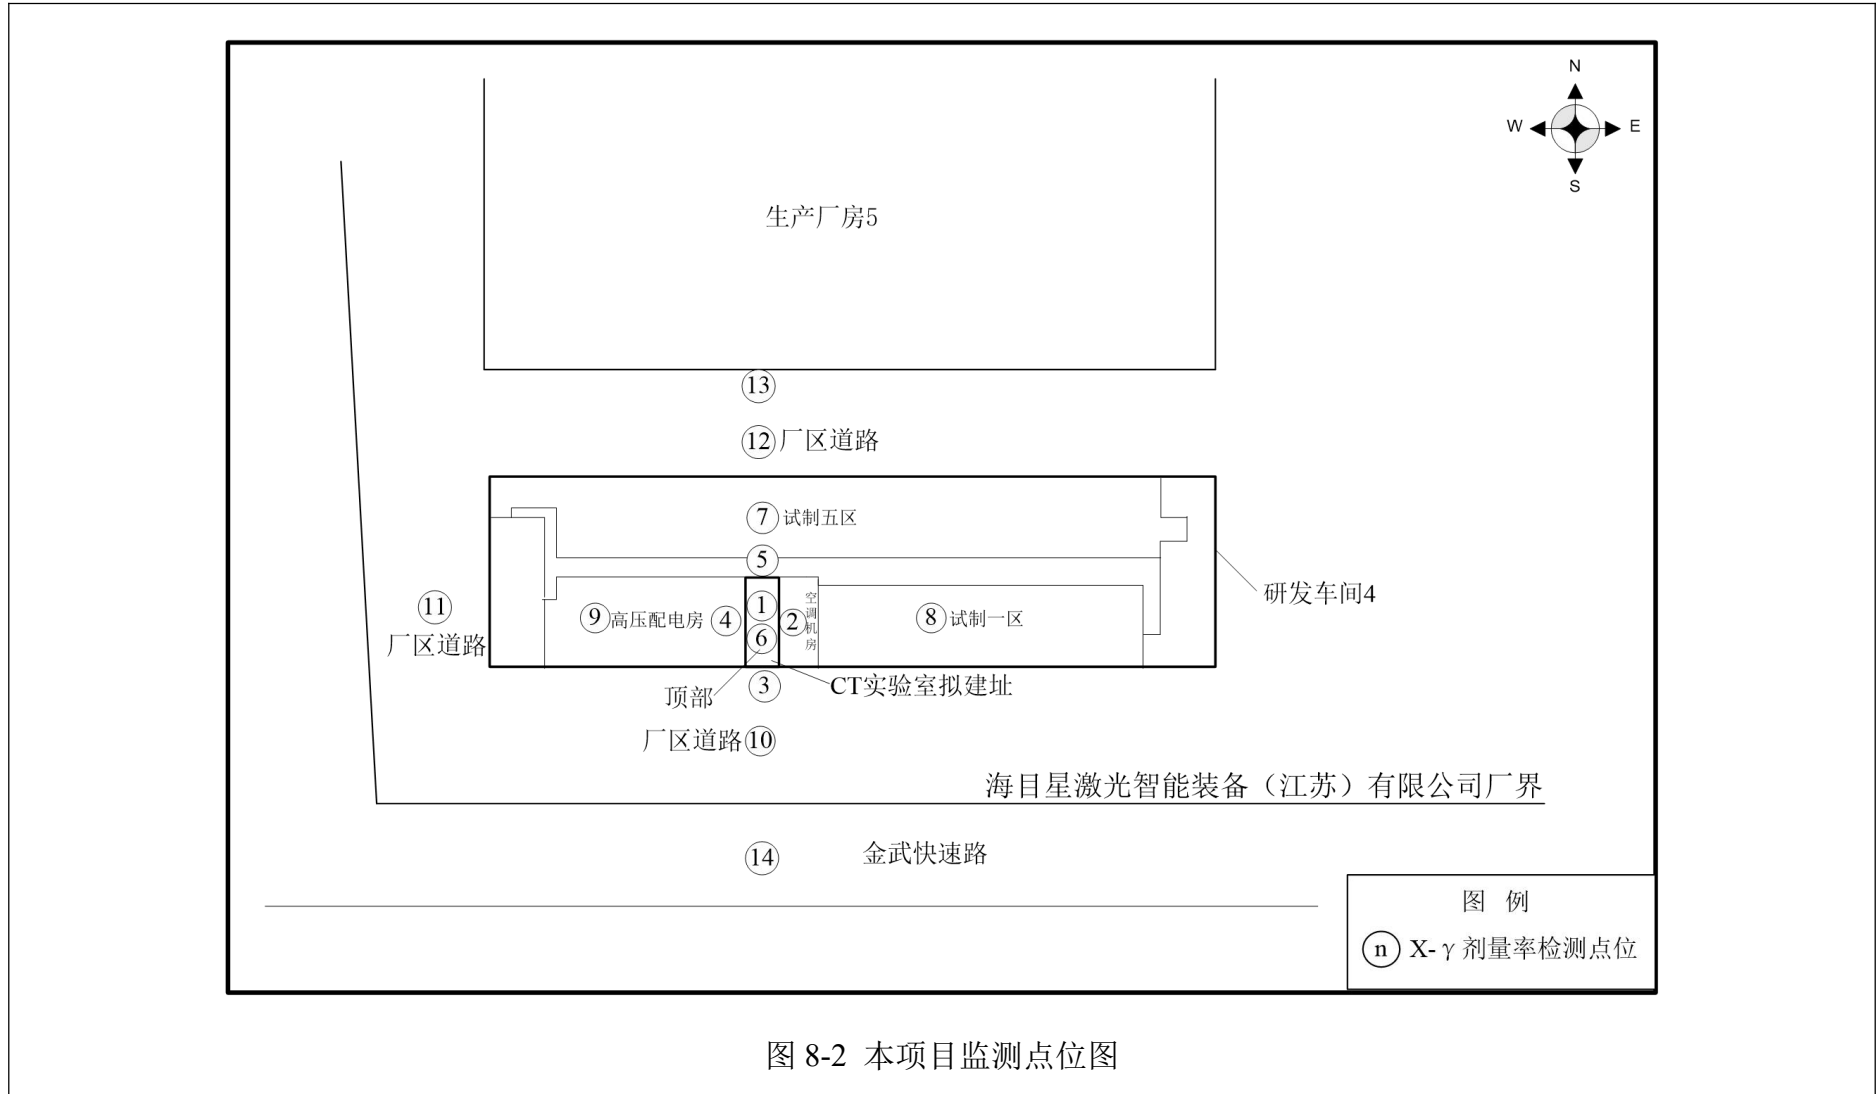 N
W E
S
生产厂房5
⑬
⑫厂区道路
⑦试制五区
⑤
⑨高压配电房
④
①
⑥
②
空调机房
⑧试制一区
研发车间4
⑪
厂区道路
顶部
③
CT实验室拟建址
厂区道路⑩
海目星激光智能装备（江苏）有限公司厂界
⑭
金武快速路
图 例
ⓝ X-γ剂量率检测点位
图 8-2 本项目监测点位图